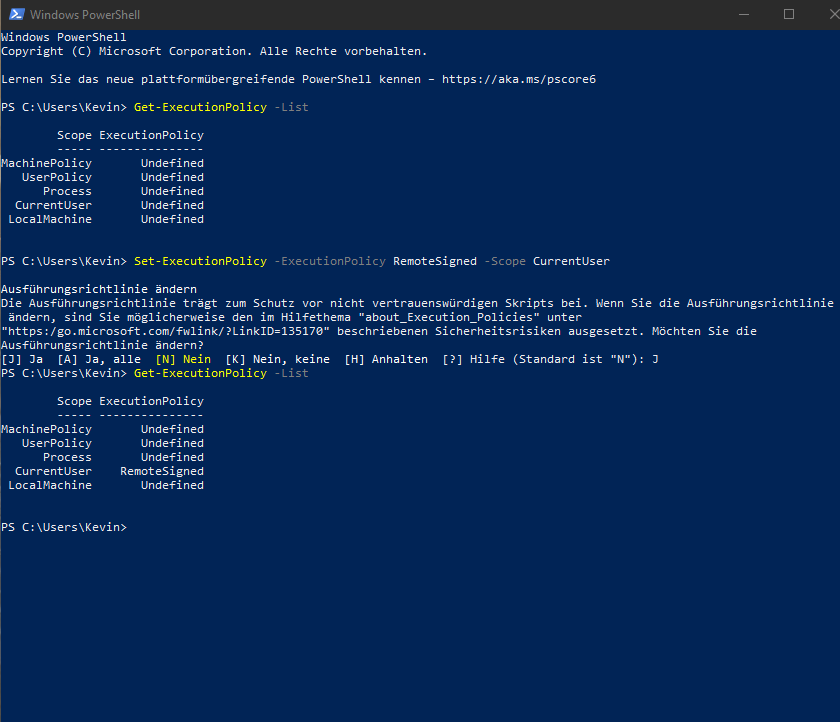 Windows PowerShell
Windows PowerShell
Copyright (C) Microsoft Corporation. Alle Rechte vorbehalten.
Lernen Sie das neue plattformübergreifende PowerShell kennen – https://aka.ms/pscore6
PS C:\Users\Kevin> Get-ExecutionPolicy -List
        Scope ExecutionPolicy
        ----- ---------------
MachinePolicy       Undefined
   UserPolicy       Undefined
      Process       Undefined
  CurrentUser       Undefined
 LocalMachine       Undefined
PS C:\Users\Kevin> Set-ExecutionPolicy -ExecutionPolicy RemoteSigned -Scope CurrentUser
Ausführungsrichtlinie ändern
Die Ausführungsrichtlinie trägt zum Schutz vor nicht vertrauenswürdigen Skripts bei. Wenn Sie die Ausführungsrichtlinie
 ändern, sind Sie möglicherweise den im Hilfethema "about_Execution_Policies" unter
"https:/go.microsoft.com/fwlink/?LinkID=135170" beschriebenen Sicherheitsrisiken ausgesetzt. Möchten Sie die
Ausführungsrichtlinie ändern?
[J] Ja  [A] Ja, alle  [N] Nein  [K] Nein, keine  [H] Anhalten  [?] Hilfe (Standard ist "N"): J
PS C:\Users\Kevin> Get-ExecutionPolicy -List
        Scope ExecutionPolicy
        ----- ---------------
MachinePolicy       Undefined
   UserPolicy       Undefined
      Process       Undefined
  CurrentUser    RemoteSigned
 LocalMachine       Undefined
PS C:\Users\Kevin>